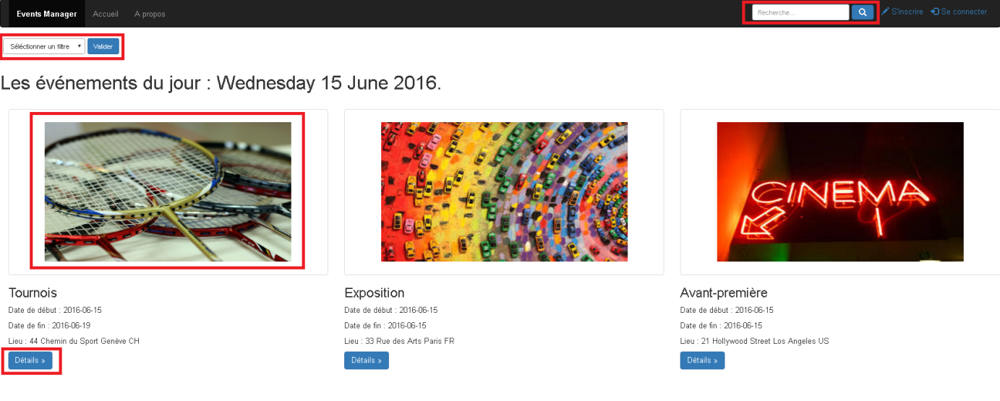 Events Manager Accueil A propos Recherche... S'inscrire Se connecter
Séléctionner un filtre Valider
Les événements du jour : Wednesday 15 June 2016.
CINEMA
Tournois Exposition Avant-première
Date de début : 2016-06-15 Date de début : 2016-06-15 Date de début : 2016-06-15
Date de fin : 2016-06-19 Date de fin : 2016-06-15 Date de fin : 2016-06-15
Lieu : 44 Chemin du Sport Genève CH Lieu : 33 Rue des Arts Paris FR Lieu : 21 Hollywood Street Los Angeles US
Détails » Détails » Détails »